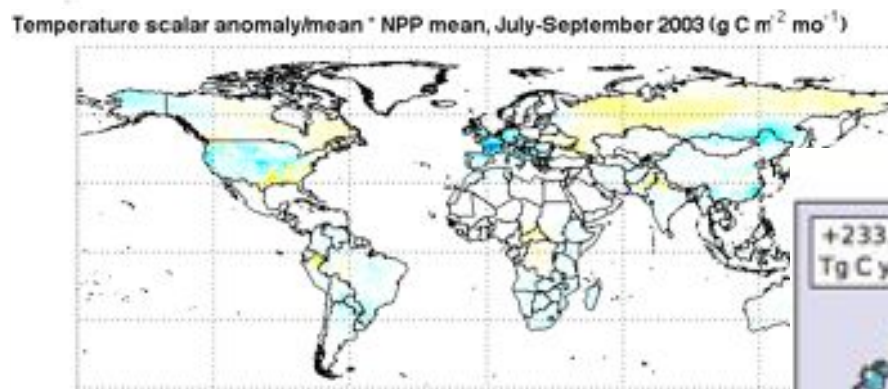 Temperature scalar anomaly/mean * NPP mean, July-September 2003 (g C m⁻² mo⁻¹)
+233
Tg C y